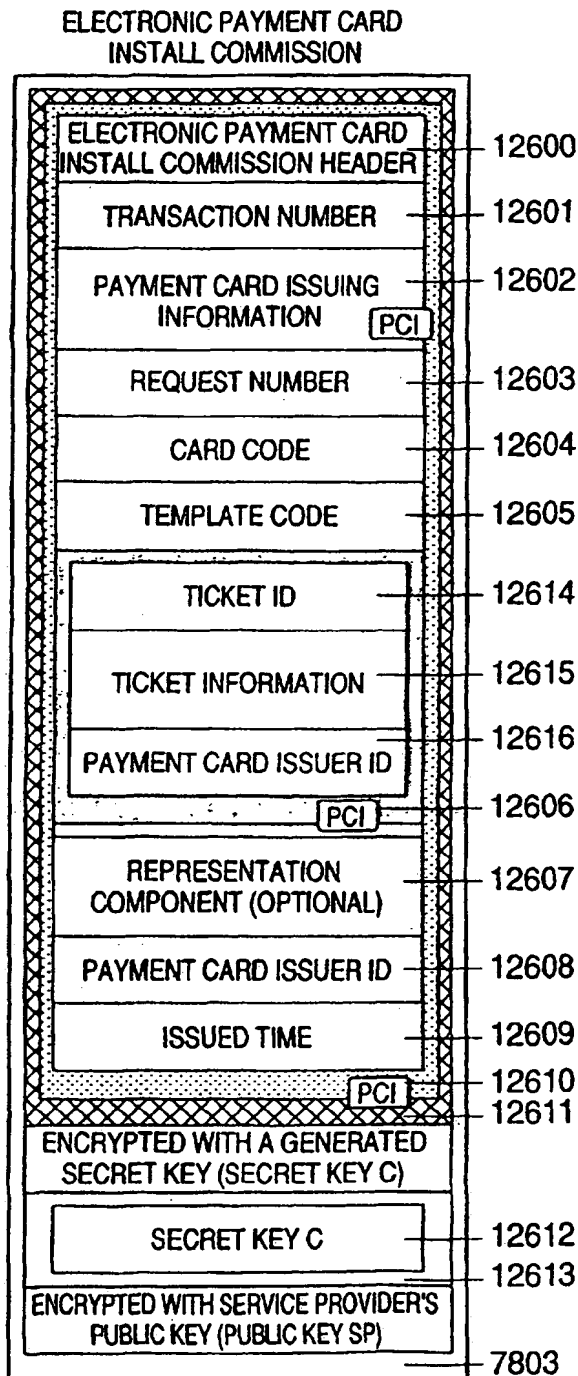 ELECTRONIC PAYMENT CARD
INSTALL COMMISSION
ELECTRONIC PAYMENT CARD
INSTALL COMMISSION HEADER
12600
TRANSACTION NUMBER
12601
PAYMENT CARD ISSUING
INFORMATION
12602
PCI
REQUEST NUMBER
12603
CARD CODE
12604
TEMPLATE CODE
12605
TICKET ID
12614
TICKET INFORMATION
12615
12616
PAYMENT CARD ISSUER ID
PCI
12606
REPRESENTATION
COMPONENT (OPTIONAL)
12607
PAYMENT CARD ISSUER ID
12608
ISSUED TIME
12609
12610
PCI
12611
ENCRYPTED WITH A GENERATED
SECRET KEY (SECRET KEY C)
SECRET KEY C
12612
12613
ENCRYPTED WITH SERVICE PROVIDER'S
PUBLIC KEY (PUBLIC KEY SP)
7803